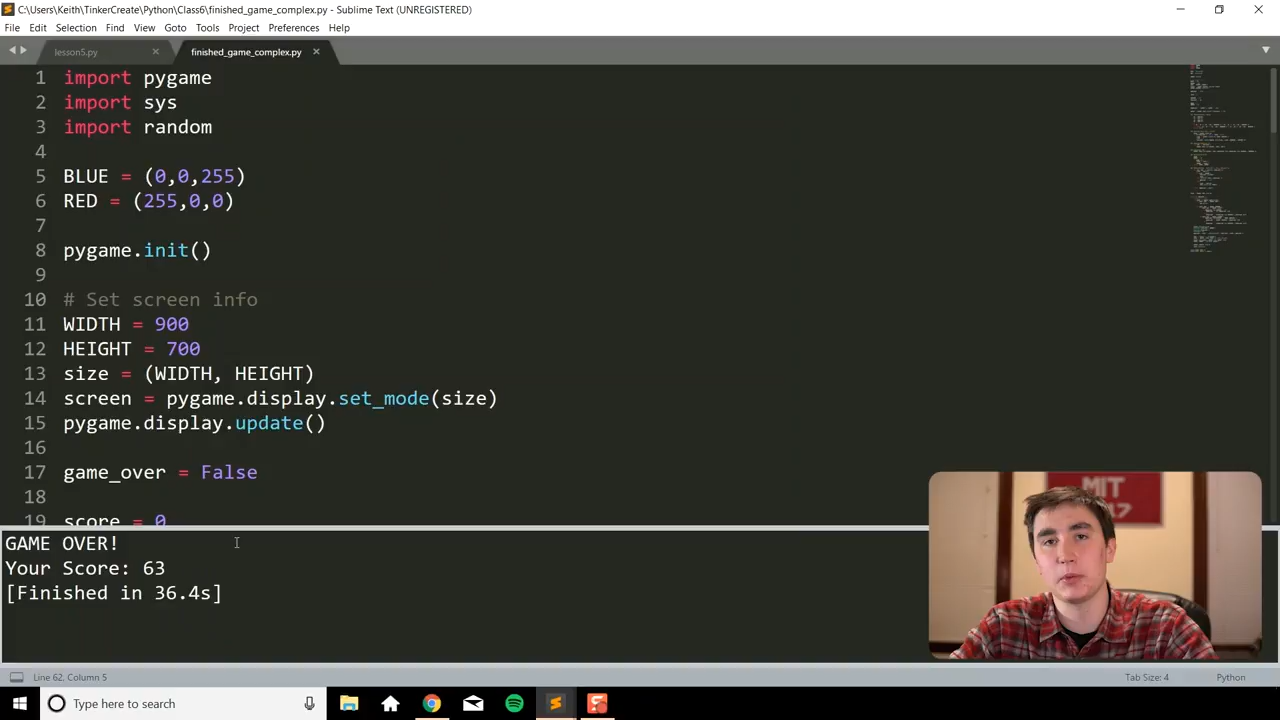 C:\Users\Keith\TinkerCreate\Python\Class6\finished_game_complex.py - Sublime Text (UNREGISTERED)
File Edit Selection Find View Goto Tools Project Preferences Help
lesson5.py finished_game_complex.py
1 import pygame
2 import sys
3 import random
4
5 BLUE = (0,0,255)
6 RED = (255,0,0)
7
8 pygame.init()
9
10 # Set screen info
11 WIDTH = 900
12 HEIGHT = 700
13 size = (WIDTH, HEIGHT)
14 screen = pygame.display.set_mode(size)
15 pygame.display.update()
16
17 game_over = False
18
19 score = 0
GAME OVER!
Your Score: 63
[Finished in 36.4s]
MIT
Line 62, Column 5 Tab Size: 4 Python
Type here to search